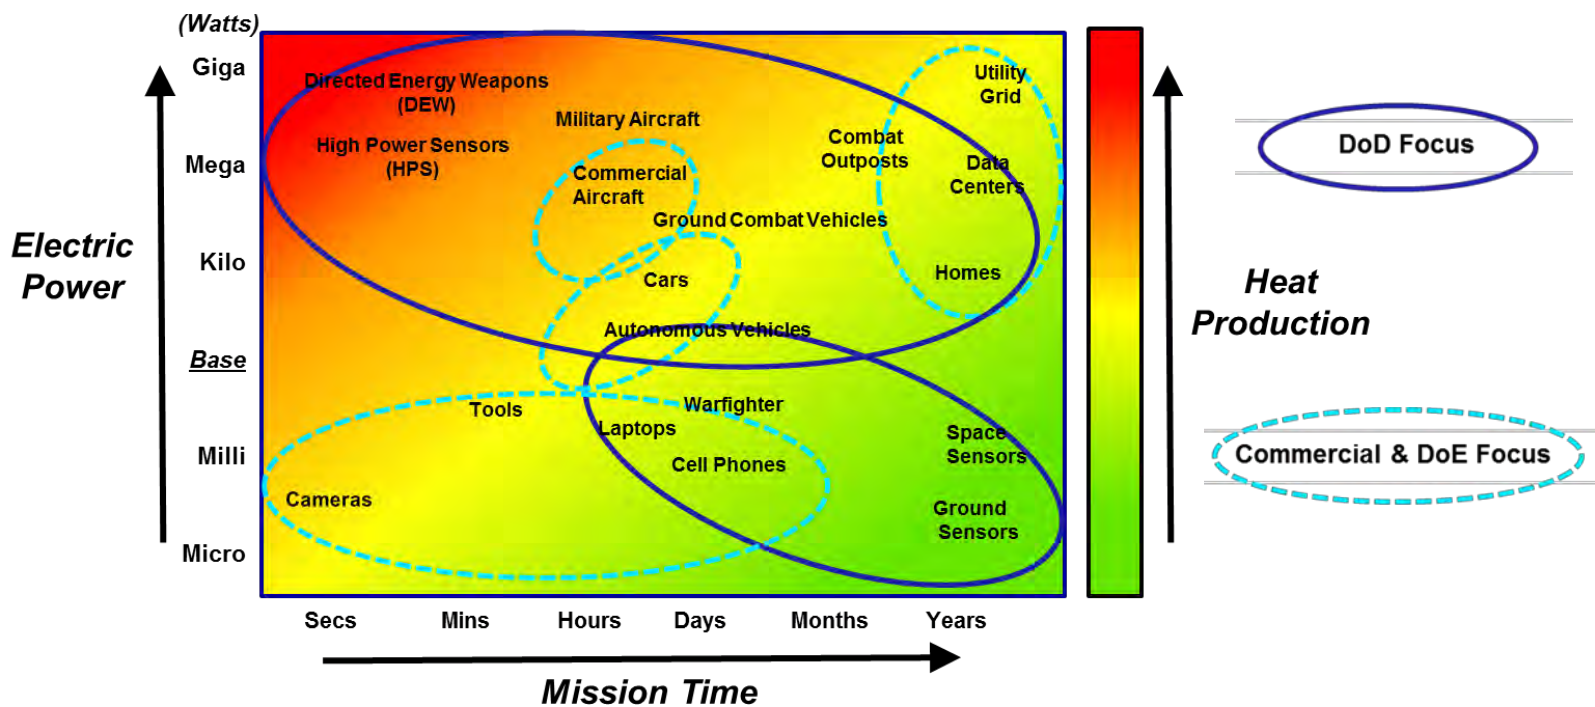 (Watts)
Giga
Mega
Kilo
Base
Milli
Micro
Electric
Power
Directed Energy Weapons
(DEW)
High Power Sensors
(HPS)
Military Aircraft
Commercial
Aircraft
Combat
Outposts
Utility
Grid
Data
Centers
Ground Combat Vehicles
Cars
Homes
Autonomous Vehicles
Tools
Warfighter
Laptops
Cell Phones
Space
Sensors
Cameras
Ground
Sensors
Secs Mins Hours Days Months Years
Mission Time
Heat
Production
DoD Focus
Commercial & DoE Focus